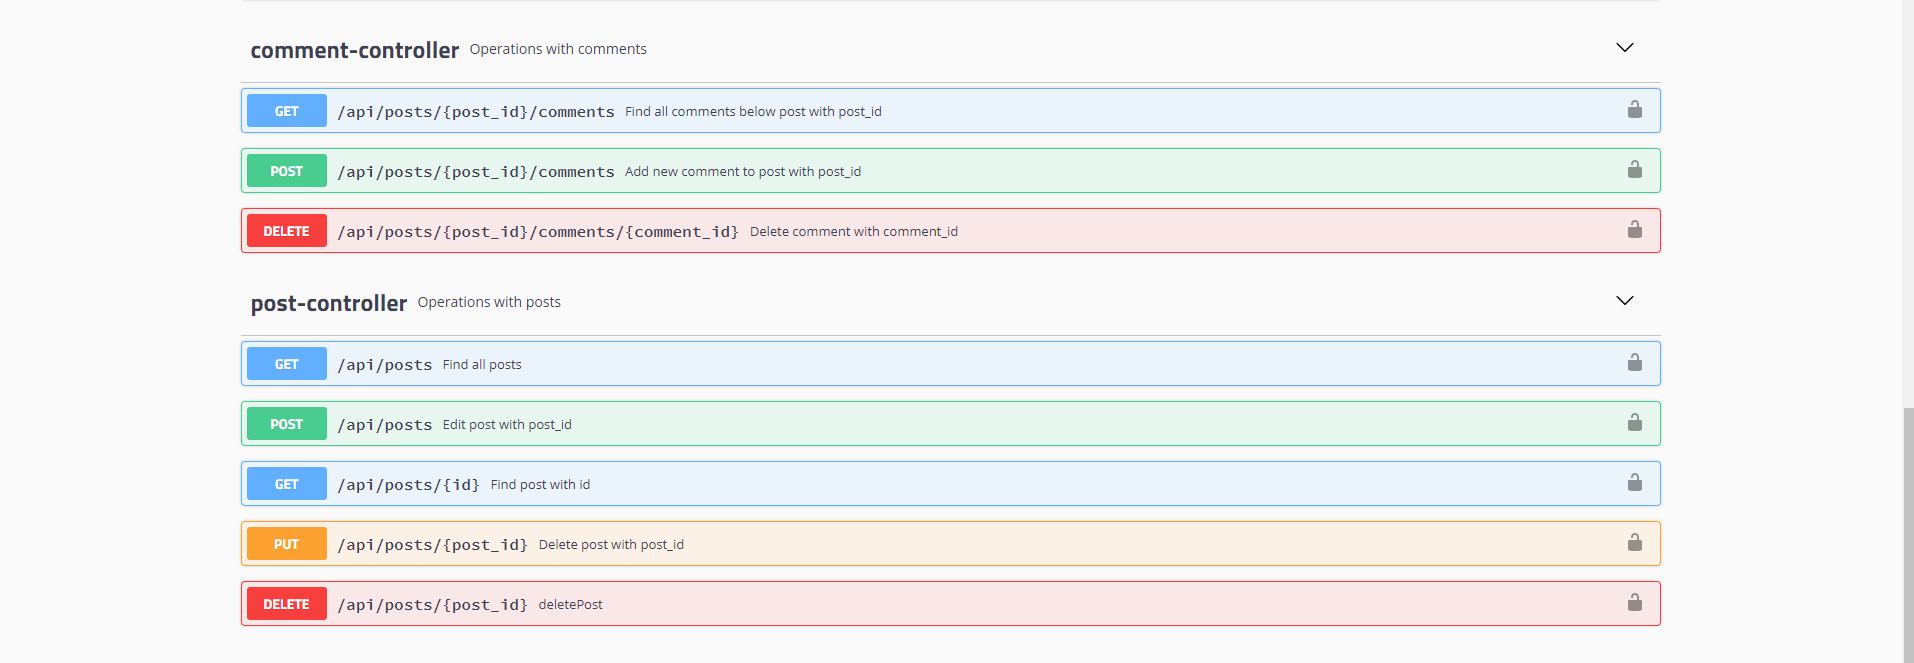 comment-controller Operations with comments
GET /api/posts/{post_id}/comments Find all comments below post with post_id
POST /api/posts/{post_id}/comments Add new comment to post with post_id
DELETE /api/posts/{post_id}/comments/{comment_id} Delete comment with comment_id
post-controller Operations with posts
GET /api/posts Find all posts
POST /api/posts Edit post with post_id
GET /api/posts/{id} Find post with id
PUT /api/posts/{post_id} Delete post with post_id
DELETE /api/posts/{post_id} deletePost